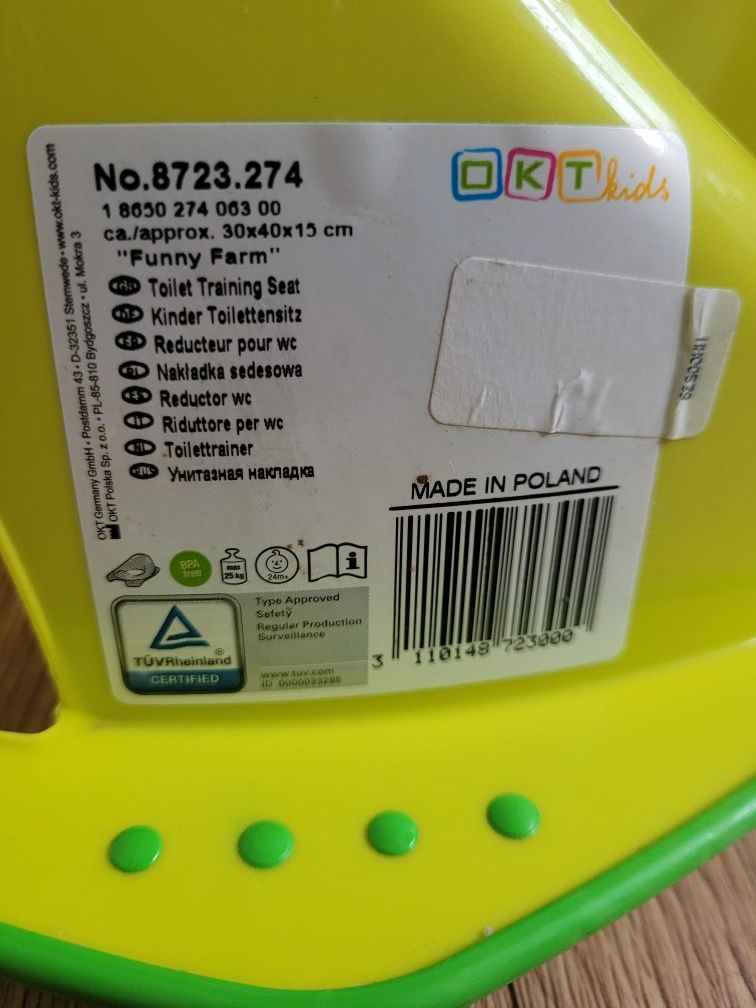 No.8723.274
1 8650 274 063 00
ca./approx. 30x40x15 cm
"Funny Farm"
Toilet Training Seat
Kinder Toilettensitz
Reducteur pour wc
Nakładka sedesowa
Reductor wc
Riduttore per wc
Toilettrainer
RUS Унитазная накладка
OKT kids
OKT Germany GmbH • Postdamm 43 • D-32351 Stemwede • www.okt-kids.com
OKT Polska Sp. z o.o. • PL-85-810 Bydgoszcz • ul. Mokra 3
MADE IN POLAND
BPA
free
max
25 kg
24m+
i
TÜVRheinland®
CERTIFIED
Type Approved
Safety
Regular Production
Surveillance
www.tuv.com
ID 0000033285
3 110148 723000